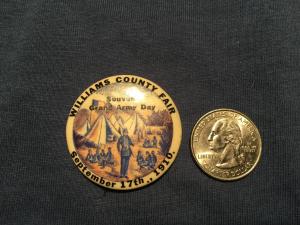 WILLIAMS COUNTY FAIR
Souvenir
Grand Army Day
September 17th., 1910.
LIBERTY